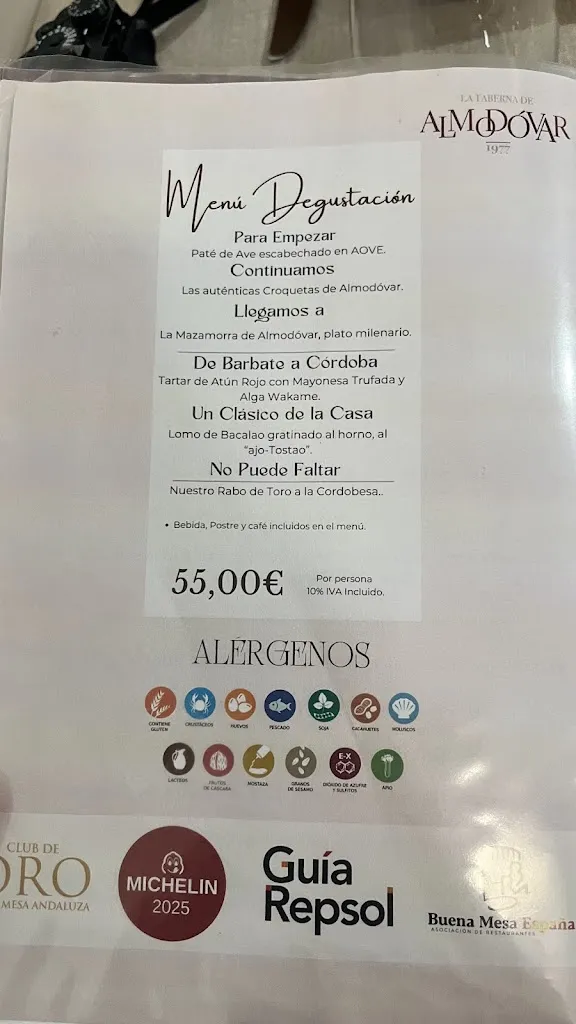 LA TABERNA DE
ALMODÓVAR
1977
Menú Degustación
Para Empezar
Paté de Ave escabechado en AOVE.
Continuamos
Las auténticas Croquetas de Almodóvar.
Llegamos a
La Mazamorra de Almodóvar, plato milenario.
De Barbate a Córdoba
Tartar de Atún Rojo con Mayonesa Trufada y
Alga Wakame.
Un Clásico de la Casa
Lomo de Bacalao gratinado al horno, al
“ajo-Tostao”.
No Puede Faltar
Nuestro Rabo de Toro a la Cordobesa..
• Bebida, Postre y café incluidos en el menú.
55,00€
Por persona
10% IVA Incluido.
ALÉRGENOS
CONTIENE
GLUTEN
CRUSTÁCEOS
HUEVOS
PESCADO
SOJA
CACAHUETES
MOLUSCOS
LÁCTEOS
FRUTOS
DE CÁSCARA
MOSTAZA
GRANOS
DE SÉSAMO
E-X
DIÓXIDO DE AZUFRE
Y SULFITOS
APIO
CLUB DE
ORO
MESA ANDALUZA
MICHELIN
2025
Guía
Repsol
Buena Mesa España
ASOCIACIÓN DE RESTAURANTES